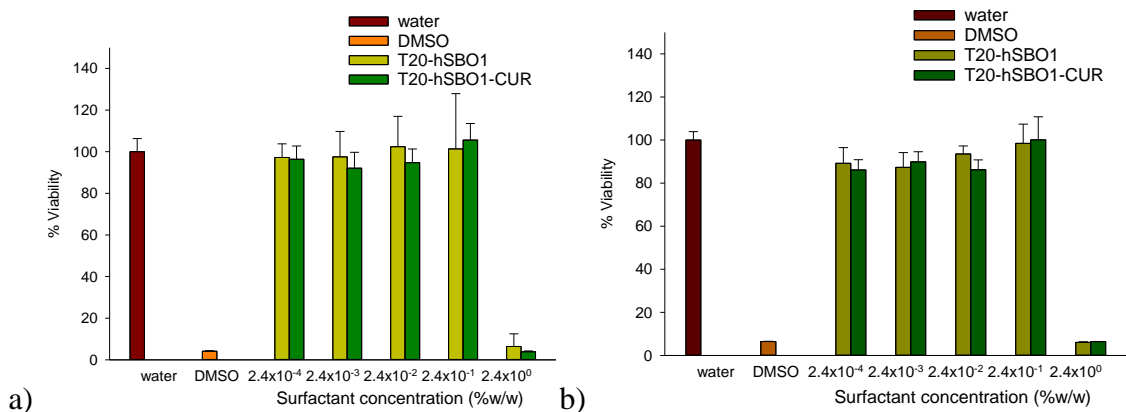 a)
water
DMSO
T20-hSBO1
T20-hSBO1-CUR
% Viability
140
120
100
80
60
40
20
0
water DMSO 2.4x10⁻⁴ 2.4x10⁻³ 2.4x10⁻² 2.4x10⁻¹ 2.4x10⁰
Surfactant concentration (%w/w)
b)
water
DMSO
T20-hSBO1
T20-hSBO1-CUR
% Viability
140
120
100
80
60
40
20
0
water DMSO 2.4x10⁻⁴ 2.4x10⁻³ 2.4x10⁻² 2.4x10⁻¹ 2.4x10⁰
Surfactant concentration (%w/w)